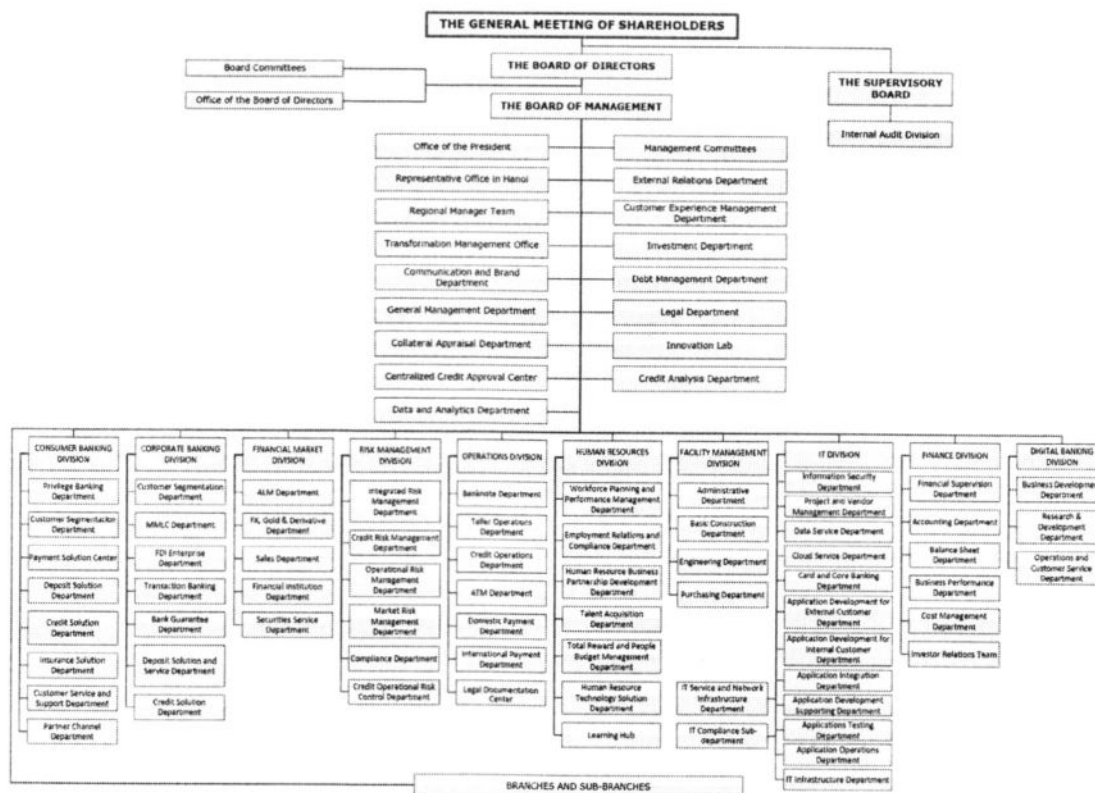 THE GENERAL MEETING OF SHAREHOLDERS
THE BOARD OF DIRECTORS
Board Committees
Office of the Board of Directors
THE SUPERVISORY
BOARD
THE BOARD OF MANAGEMENT
Internal Audit Division
Office of the President
Management Committees
Representative Office in Hanoi
External Relations Department
Regional Manager Team
Customer Experience Management
Department
Transformation Management Office
Investment Department
Communication and Brand
Department
Debt Management Department
General Management Department
Legal Department
Collateral Appraisal Department
Innovation Lab
Centralized Credit Approval Center
Credit Analysis Department
Data and Analytics Department
CONSUMER BANKING
DIVISION
Privilege Banking
Department
Customer Segmentation
Department
Payment Solution Center
Deposit Solution
Department
Credit Solution
Department
Insurance Solution
Department
Customer Service and
Support Department
Partner Channel
Department
CORPORATE BANKING
DIVISION
Customer Segmentation
Department
MMLC Department
FDI Enterprise
Department
Transaction Banking
Department
Bank Guarantee
Department
Deposit Solution and
Service Department
Credit Solution
Department
FINANCIAL MARKET
DIVISION
ALM Department
FX, Gold & Derivative
Department
Sales Department
Financial Institution
Department
Securities Service
Department
RISK MANAGEMENT
DIVISION
Integrated Risk
Management
Department
Credit Risk Management
Department
Operational Risk
Management
Department
Market Risk
Management
Department
Compliance Department
Credit Operational Risk
Control Department
OPERATIONS DIVISION
Banknote Department
Teller Operations
Department
Credit Operations
Department
ATM Department
Domestic Payment
Department
International Payment
Department
Legal Documentation
Center
HUMAN RESOURCES
DIVISION
Workforce Planning and
Performance Management
Department
Employment Relations and
Compliance Department
Human Resource Business
Partnership Development
Department
Talent Acquisition
Department
Total Reward and People
Budget Management
Department
Human Resource
Technology Solution
Department
Learning Hub
FACILITY MANAGEMENT
DIVISION
Administrative
Department
Basic Construction
Department
Engineering Department
Purchasing Department
IT DIVISION
Information Security
Department
Project and Vendor
Management Department
Data Service Department
Cloud Service Department
Card and Core Banking
Department
Application Development for
External Customer
Department
Application Development for
Internal Customer
Department
Application Integration
Department
Application Development
Supporting Department
Applications Testing
Department
Application Operations
Department
IT Infrastructure Department
IT Service and Network
Infrastructure
Department
IT Compliance Sub-
department
FINANCE DIVISION
Financial Supervision
Department
Accounting Department
Balance Sheet
Department
Business Performance
Department
Cost Management
Department
Investor Relations Team
DIGITAL BANKING
DIVISION
Business Development
Department
Research &
Development
Department
Operations and
Customer Service
Department
BRANCHES AND SUB-BRANCHES